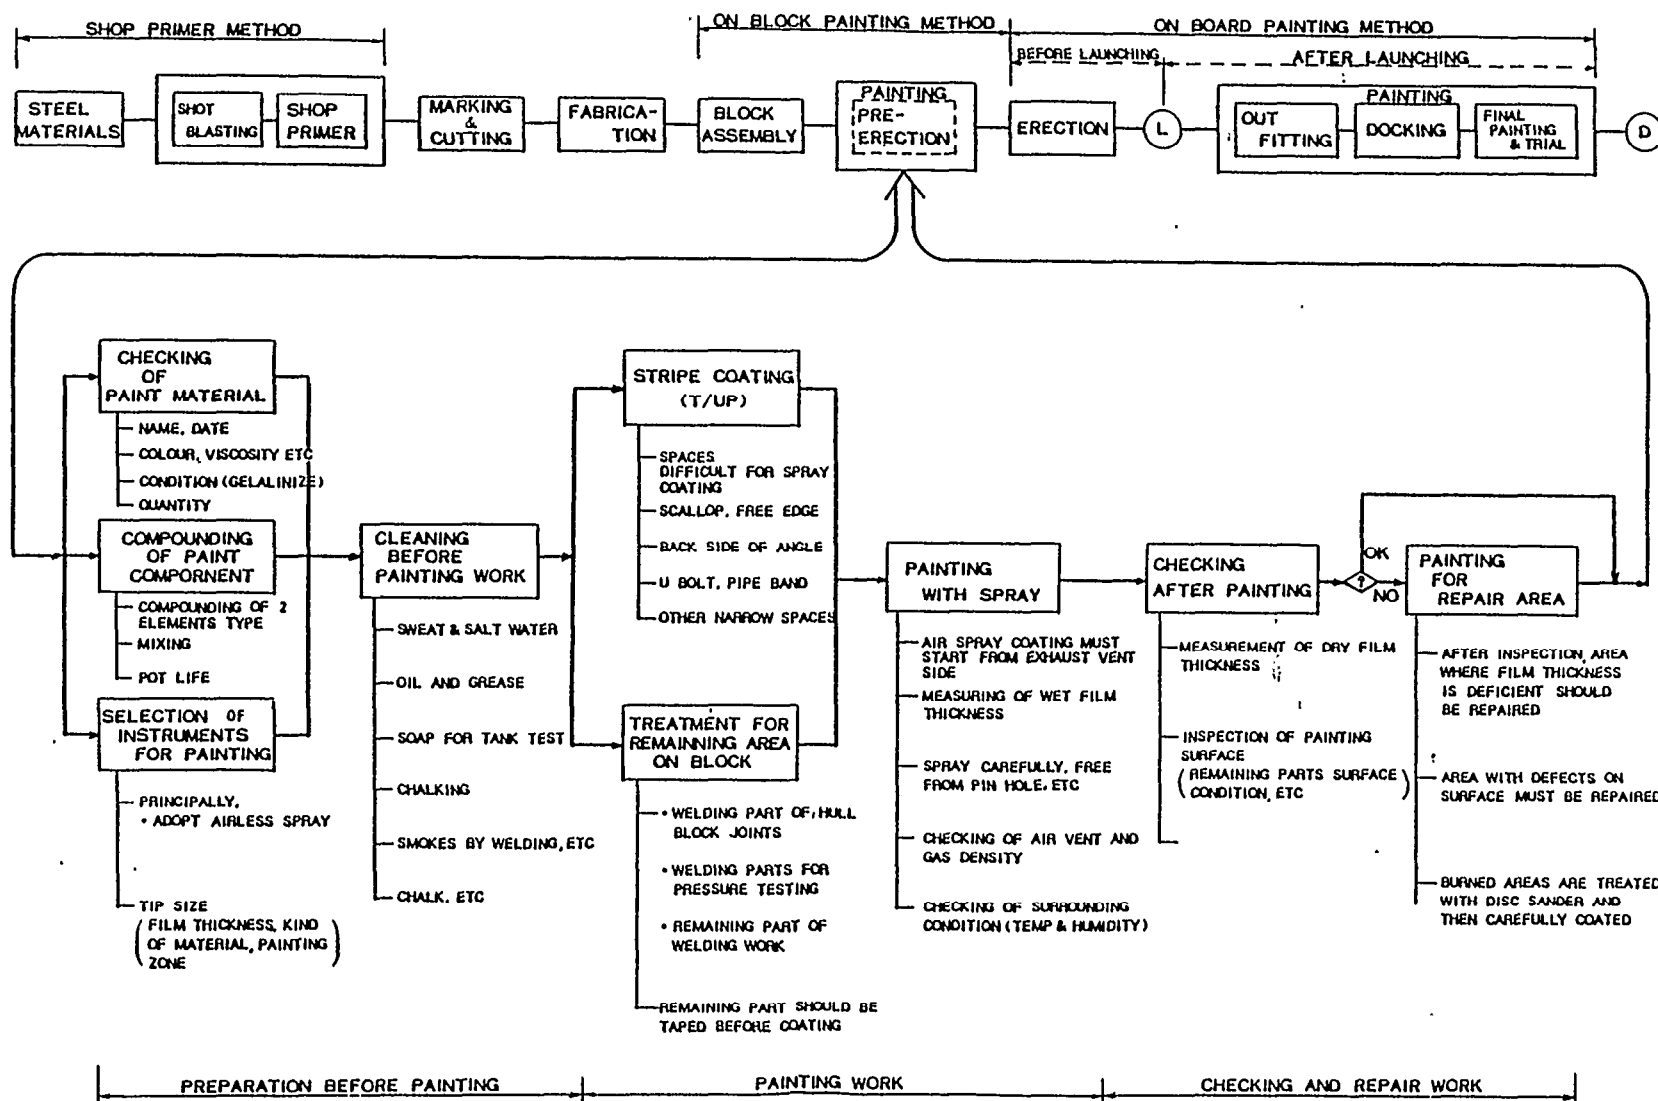 SHOP PRIMER METHOD
ON BLOCK PAINTING METHOD
ON BOARD PAINTING METHOD
BEFORE LAUNCHING
AFTER LAUNCHING
STEEL
MATERIALS
SHOT
BLASTING
SHOP
PRIMER
MARKING
&
CUTTING
FABRICA-
TION
BLOCK
ASSEMBLY
PAINTING
PRE-
ERECTION
ERECTION
L
PAINTING
OUT
FITTING
DOCKING
FINAL
PAINTING
& TRIAL
D
CHECKING
OF
PAINT MATERIAL
NAME, DATE
COLOUR, VISCOSITY ETC
CONDITION (GELALINIZE)
QUANTITY
COMPOUNDING
OF PAINT
COMPORNENT
COMPOUNDING OF 2
ELEMENTS TYPE
MIXING
POT LIFE
SELECTION OF
INSTRUMENTS
FOR PAINTING
PRINCIPALLY,
• ADOPT AIRLESS SPRAY
TIP SIZE
(FILM THICKNESS, KIND
OF MATERIAL, PAINTING
ZONE)
CLEANING
BEFORE
PAINTING WORK
SWEAT & SALT WATER
OIL AND GREASE
SOAP FOR TANK TEST
CHALKING
SMOKES BY WELDING, ETC
CHALK, ETC
STRIPE COATING
(T/UP)
SPACES
DIFFICULT FOR SPRAY
COATING
SCALLOP, FREE EDGE
BACK SIDE OF ANGLE
U BOLT, PIPE BAND
OTHER NARROW SPACES
TREATMENT FOR
REMAINNING AREA
ON BLOCK
• WELDING PART OF HULL
BLOCK JOINTS
• WELDING PARTS FOR
PRESSURE TESTING
• REMAINING PART OF
WELDING WORK
REMAINING PART SHOULD BE
TAPED BEFORE COATING
PAINTING
WITH SPRAY
AIR SPRAY COATING MUST
START FROM EXHAUST VENT
SIDE
MEASURING OF WET FILM
THICKNESS
SPRAY CAREFULLY, FREE
FROM PIN HOLE, ETC
CHECKING OF AIR VENT AND
GAS DENSITY
CHECKING OF SURROUNDING
CONDITION (TEMP & HUMIDITY)
CHECKING
AFTER PAINTING
MEASUREMENT OF DRY FILM
THICKNESS
INSPECTION OF PAINTING
SURFACE
(REMAINING PARTS SURFACE
CONDITION, ETC)
?
OK
NO
PAINTING
FOR
REPAIR AREA
AFTER INSPECTION, AREA
WHERE FILM THICKNESS
IS DEFICIENT SHOULD
BE REPAIRED
AREA WITH DEFECTS ON
SURFACE MUST BE REPAIRED
BURNED AREAS ARE TREATED
WITH DISC SANDER AND
THEN CAREFULLY COATED
PREPARATION BEFORE PAINTING
PAINTING WORK
CHECKING AND REPAIR WORK